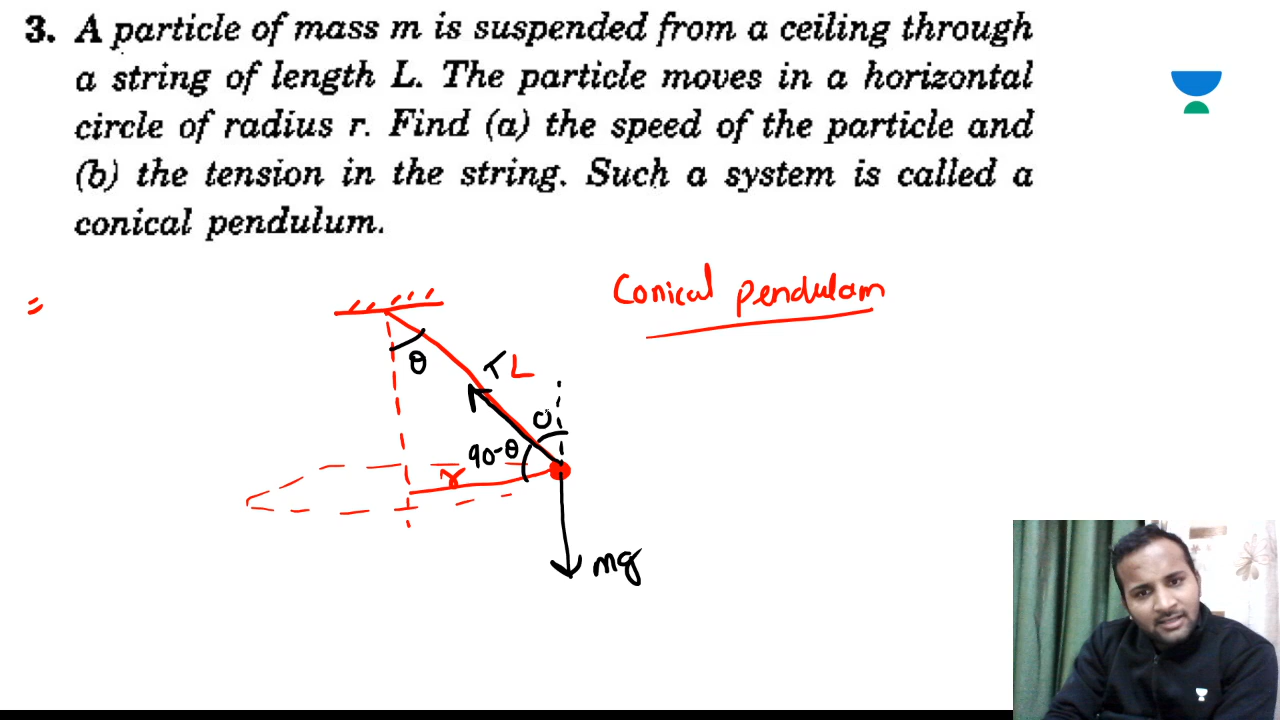 3. A particle of mass m is suspended from a ceiling through
a string of length L. The particle moves in a horizontal
circle of radius r. Find (a) the speed of the particle and
(b) the tension in the string. Such a system is called a
conical pendulum.
=
Conical pendulam
θ
T L
θ
90-θ
r
mg